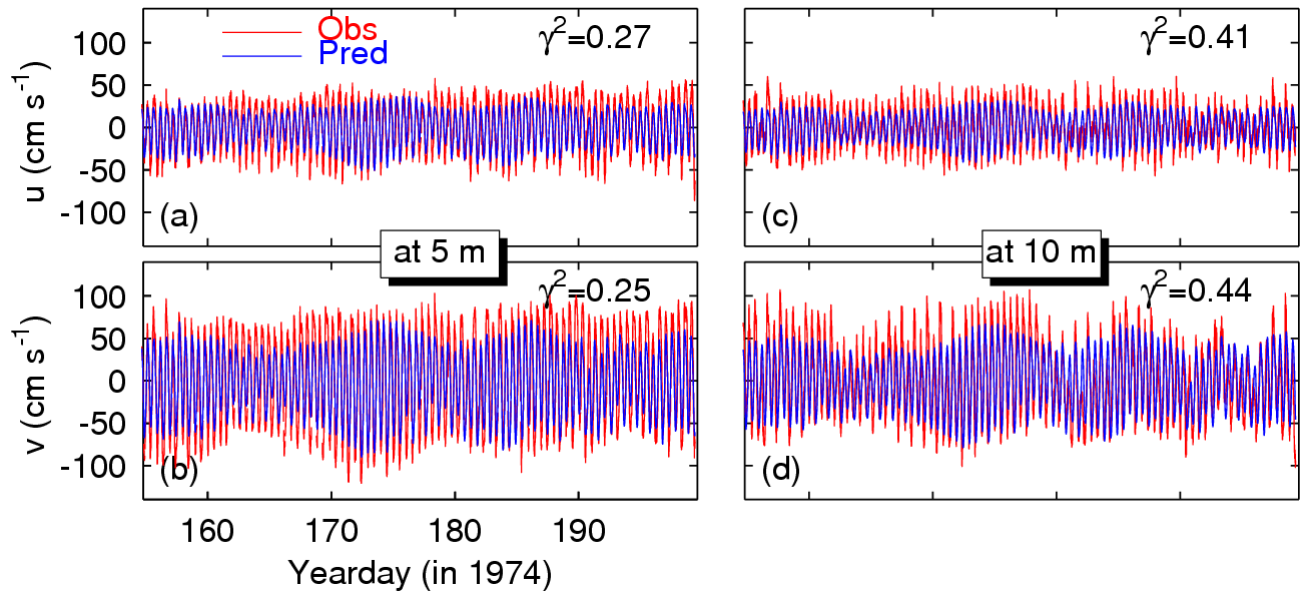 Obs
Pred
γ²=0.27
100
50
0
-50
-100
u (cm s⁻¹)
(a)
γ²=0.41
(c)
at 5 m
at 10 m
γ²=0.25
100
50
0
-50
-100
v (cm s⁻¹)
(b)
γ²=0.44
(d)
160
170
180
190
Yearday (in 1974)